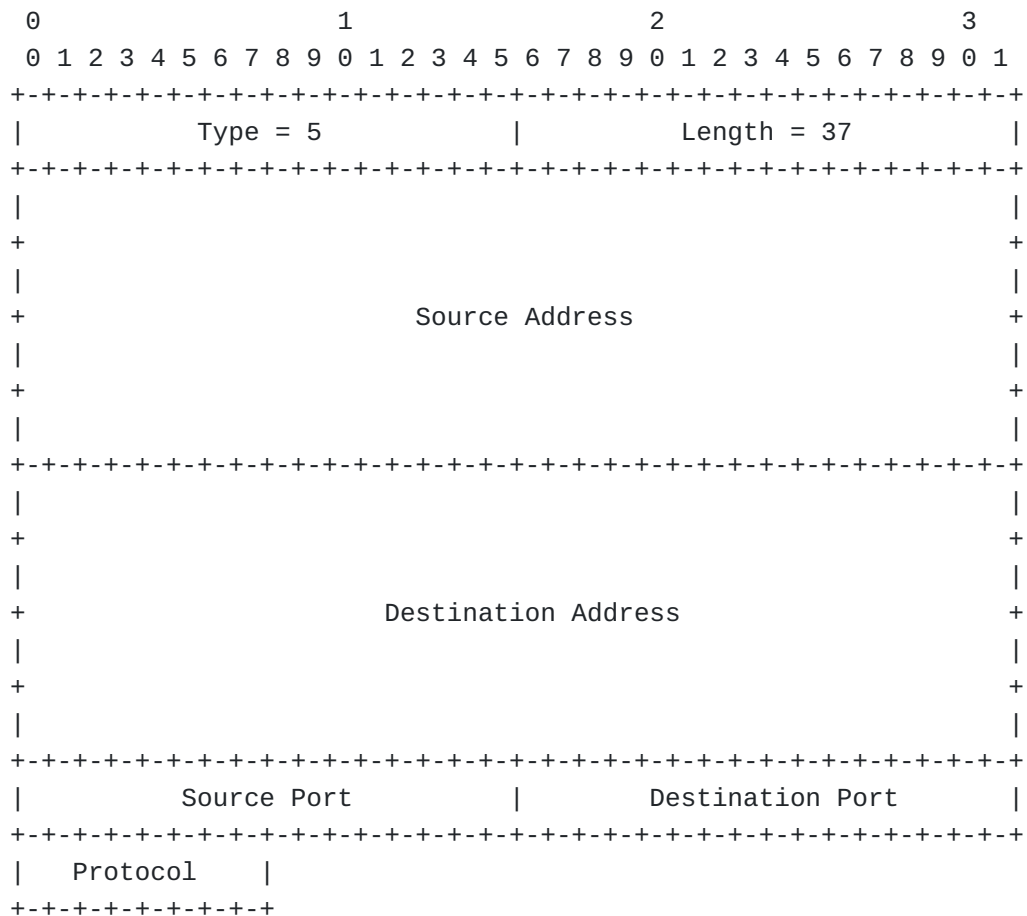 0                   1                   2                   3
 0 1 2 3 4 5 6 7 8 9 0 1 2 3 4 5 6 7 8 9 0 1 2 3 4 5 6 7 8 9 0 1
+-+-+-+-+-+-+-+-+-+-+-+-+-+-+-+-+-+-+-+-+-+-+-+-+-+-+-+-+-+-+-+-+
|           Type = 5            |          Length = 37          |
+-+-+-+-+-+-+-+-+-+-+-+-+-+-+-+-+-+-+-+-+-+-+-+-+-+-+-+-+-+-+-+-+
|                                                               |
+                                                               +
|                                                               |
+                         Source Address                        +
|                                                               |
+                                                               +
|                                                               |
+-+-+-+-+-+-+-+-+-+-+-+-+-+-+-+-+-+-+-+-+-+-+-+-+-+-+-+-+-+-+-+-+
|                                                               |
+                                                               +
|                                                               |
+                       Destination Address                     +
|                                                               |
+                                                               +
|                                                               |
+-+-+-+-+-+-+-+-+-+-+-+-+-+-+-+-+-+-+-+-+-+-+-+-+-+-+-+-+-+-+-+-+
|          Source Port          |        Destination Port       |
+-+-+-+-+-+-+-+-+-+-+-+-+-+-+-+-+-+-+-+-+-+-+-+-+-+-+-+-+-+-+-+-+
|   Protocol    |
+-+-+-+-+-+-+-+-+